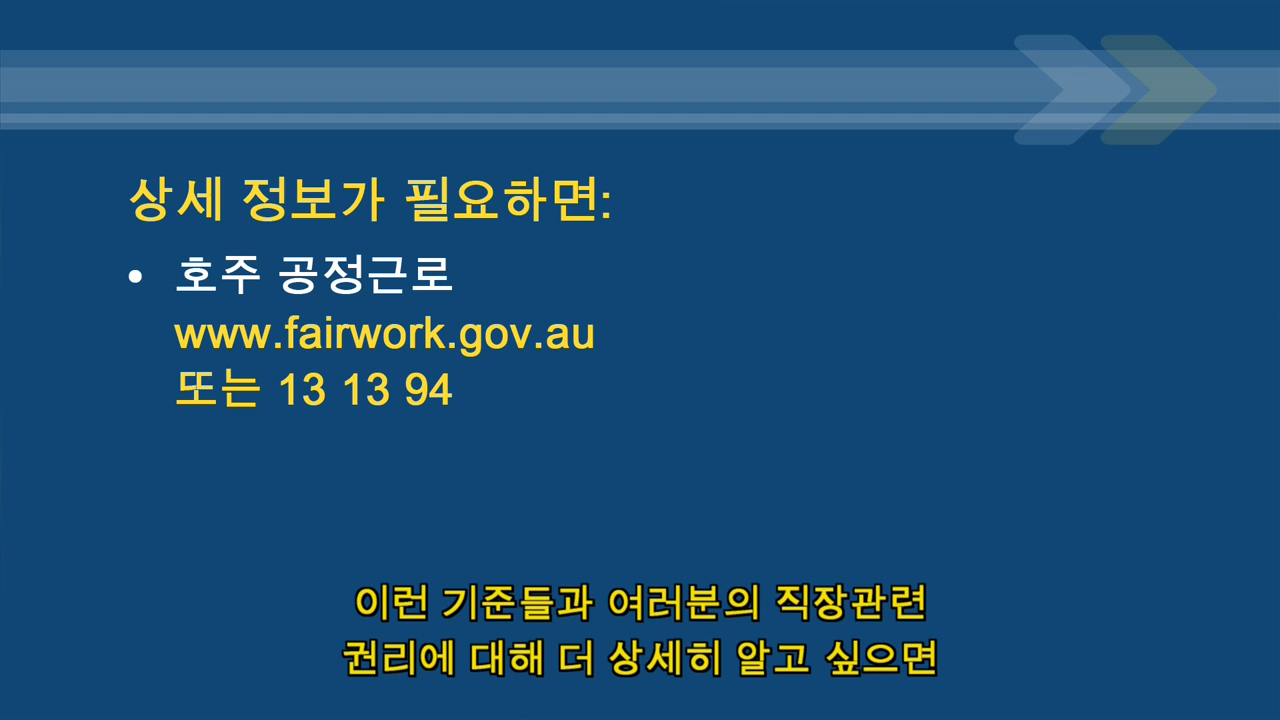 상세 정보가 필요하면:
• 호주 공정근로
www.fairwork.gov.au
또는 13 13 94
이런 기준들과 여러분의 직장관련
권리에 대해 더 상세히 알고 싶으면